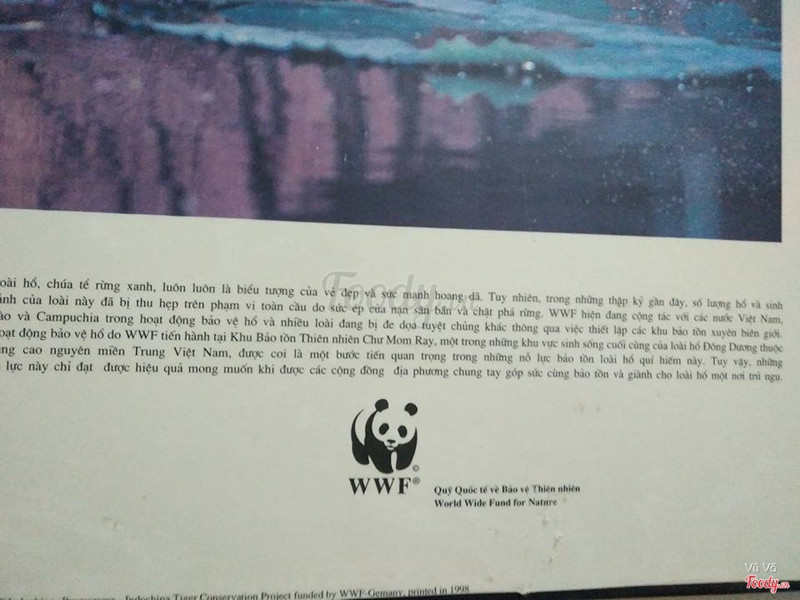 oài hổ, chúa tể rừng xanh, luôn luôn là biểu tượng của vẻ đẹp và sức mạnh hoang dã. Tuy nhiên, trong những thập kỷ gần đây, số lượng hổ và sinh
ảnh của loài này đã bị thu hẹp trên phạm vi toàn cầu do sức ép của nạn săn bắn và chặt phá rừng. WWF hiện đang cộng tác với các nước Việt Nam,
ào và Campuchia trong hoạt động bảo vệ hổ và nhiều loài đang bị đe dọa tuyệt chủng khác thông qua việc thiết lập các khu bảo tồn xuyên biên giới.
oạt động bảo vệ hổ do WWF tiến hành tại Khu Bảo tồn Thiên nhiên Chư Mom Ray, một trong những khu vực sinh sống cuối cùng của loài hổ Đông Dương thuộc
ng cao nguyên miền Trung Việt Nam, được coi là một bước tiến quan trọng trong những nỗ lực bảo tồn loài hổ quí hiếm này. Tuy vậy, những
lực này chỉ đạt được hiệu quả mong muốn khi được các cộng đồng địa phương chung tay góp sức cùng bảo tồn và giành cho loài hổ một nơi trú ngụ.
Foody.vn
©
WWF®
Quỹ Quốc tế về Bảo vệ Thiên nhiên
World Wide Fund for Nature
Indochina Tiger Conservation Project funded by WWF-Gemany, printed in 1998
Vũ Võ
Foody.vn